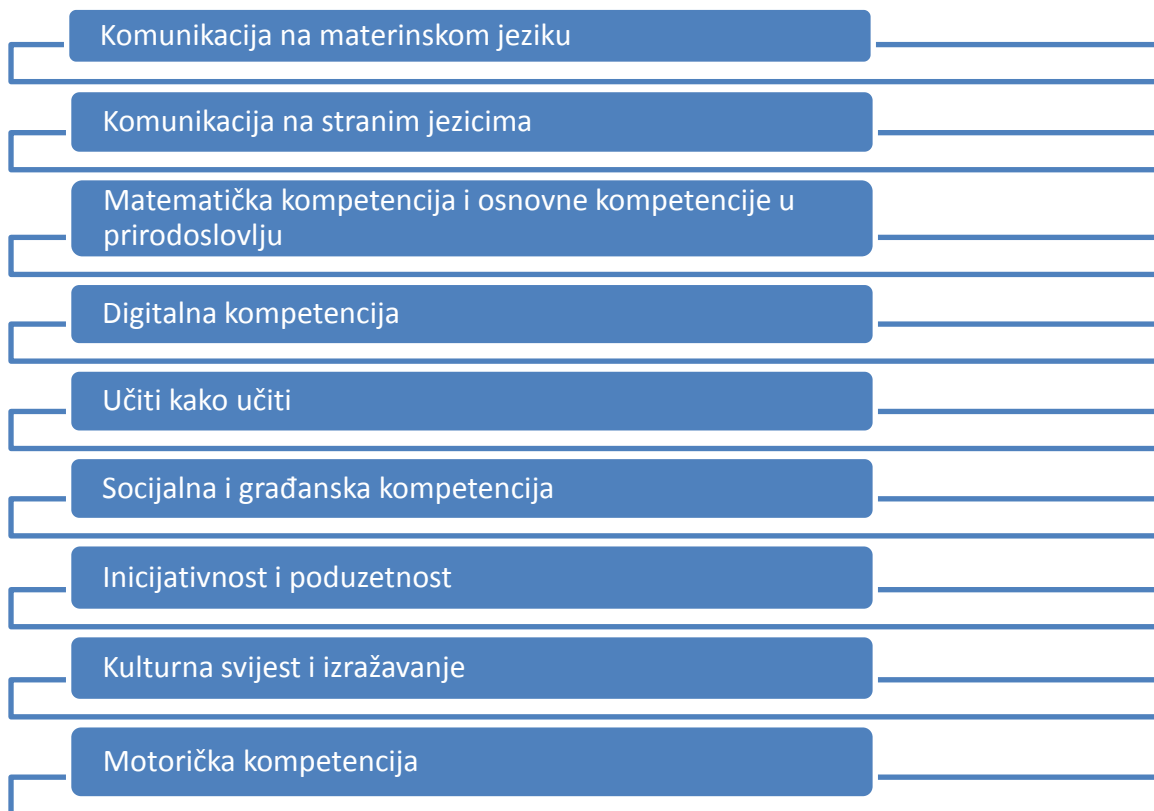 Komunikacija na materinskom jeziku
Komunikacija na stranim jezicima
Matematička kompetencija i osnovne kompetencije u
prirodoslovlju
Digitalna kompetencija
Učiti kako učiti
Socijalna i građanska kompetencija
Inicijativnost i poduzetnost
Kulturna svijest i izražavanje
Motorička kompetencija